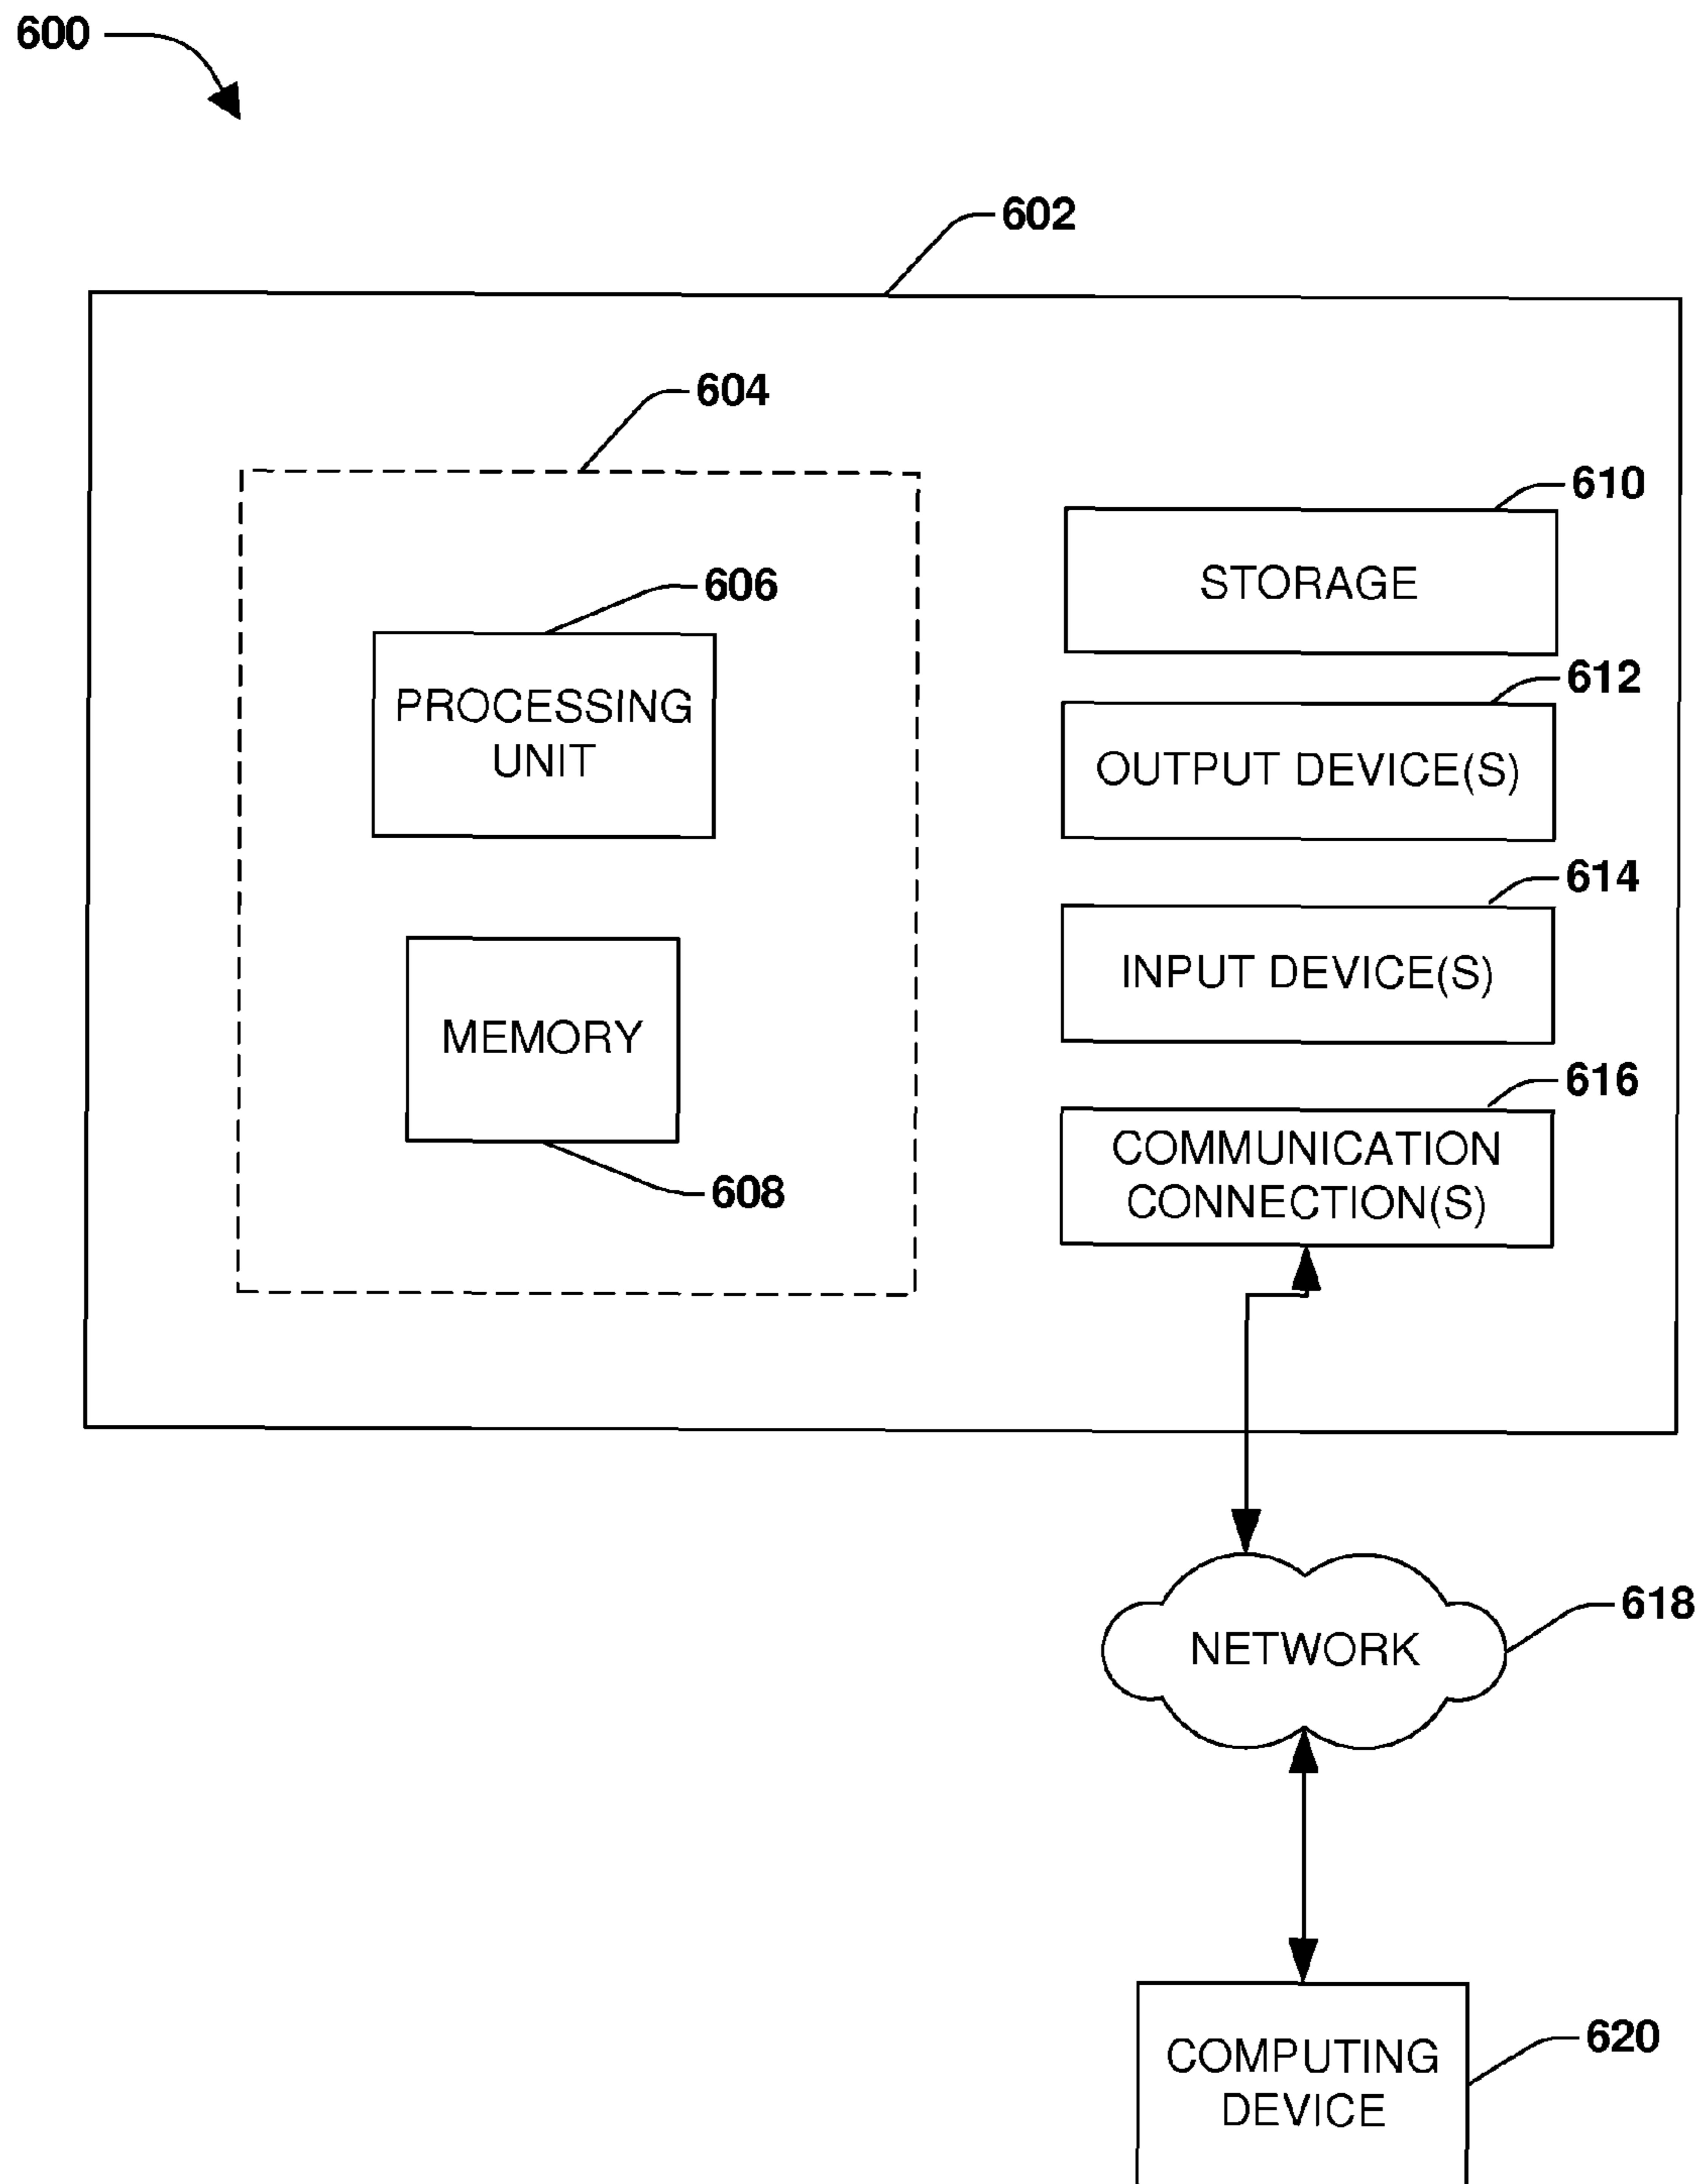 600
602
604
610
STORAGE
606
612
PROCESSING
UNIT
OUTPUT DEVICE(S)
614
INPUT DEVICE(S)
MEMORY
616
COMMUNICATION
CONNECTION(S)
608
618
NETWORK
620
COMPUTING
DEVICE